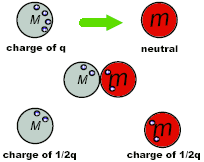 M m
charge of q neutral
M m
M m
charge of 1/2q charge of 1/2q